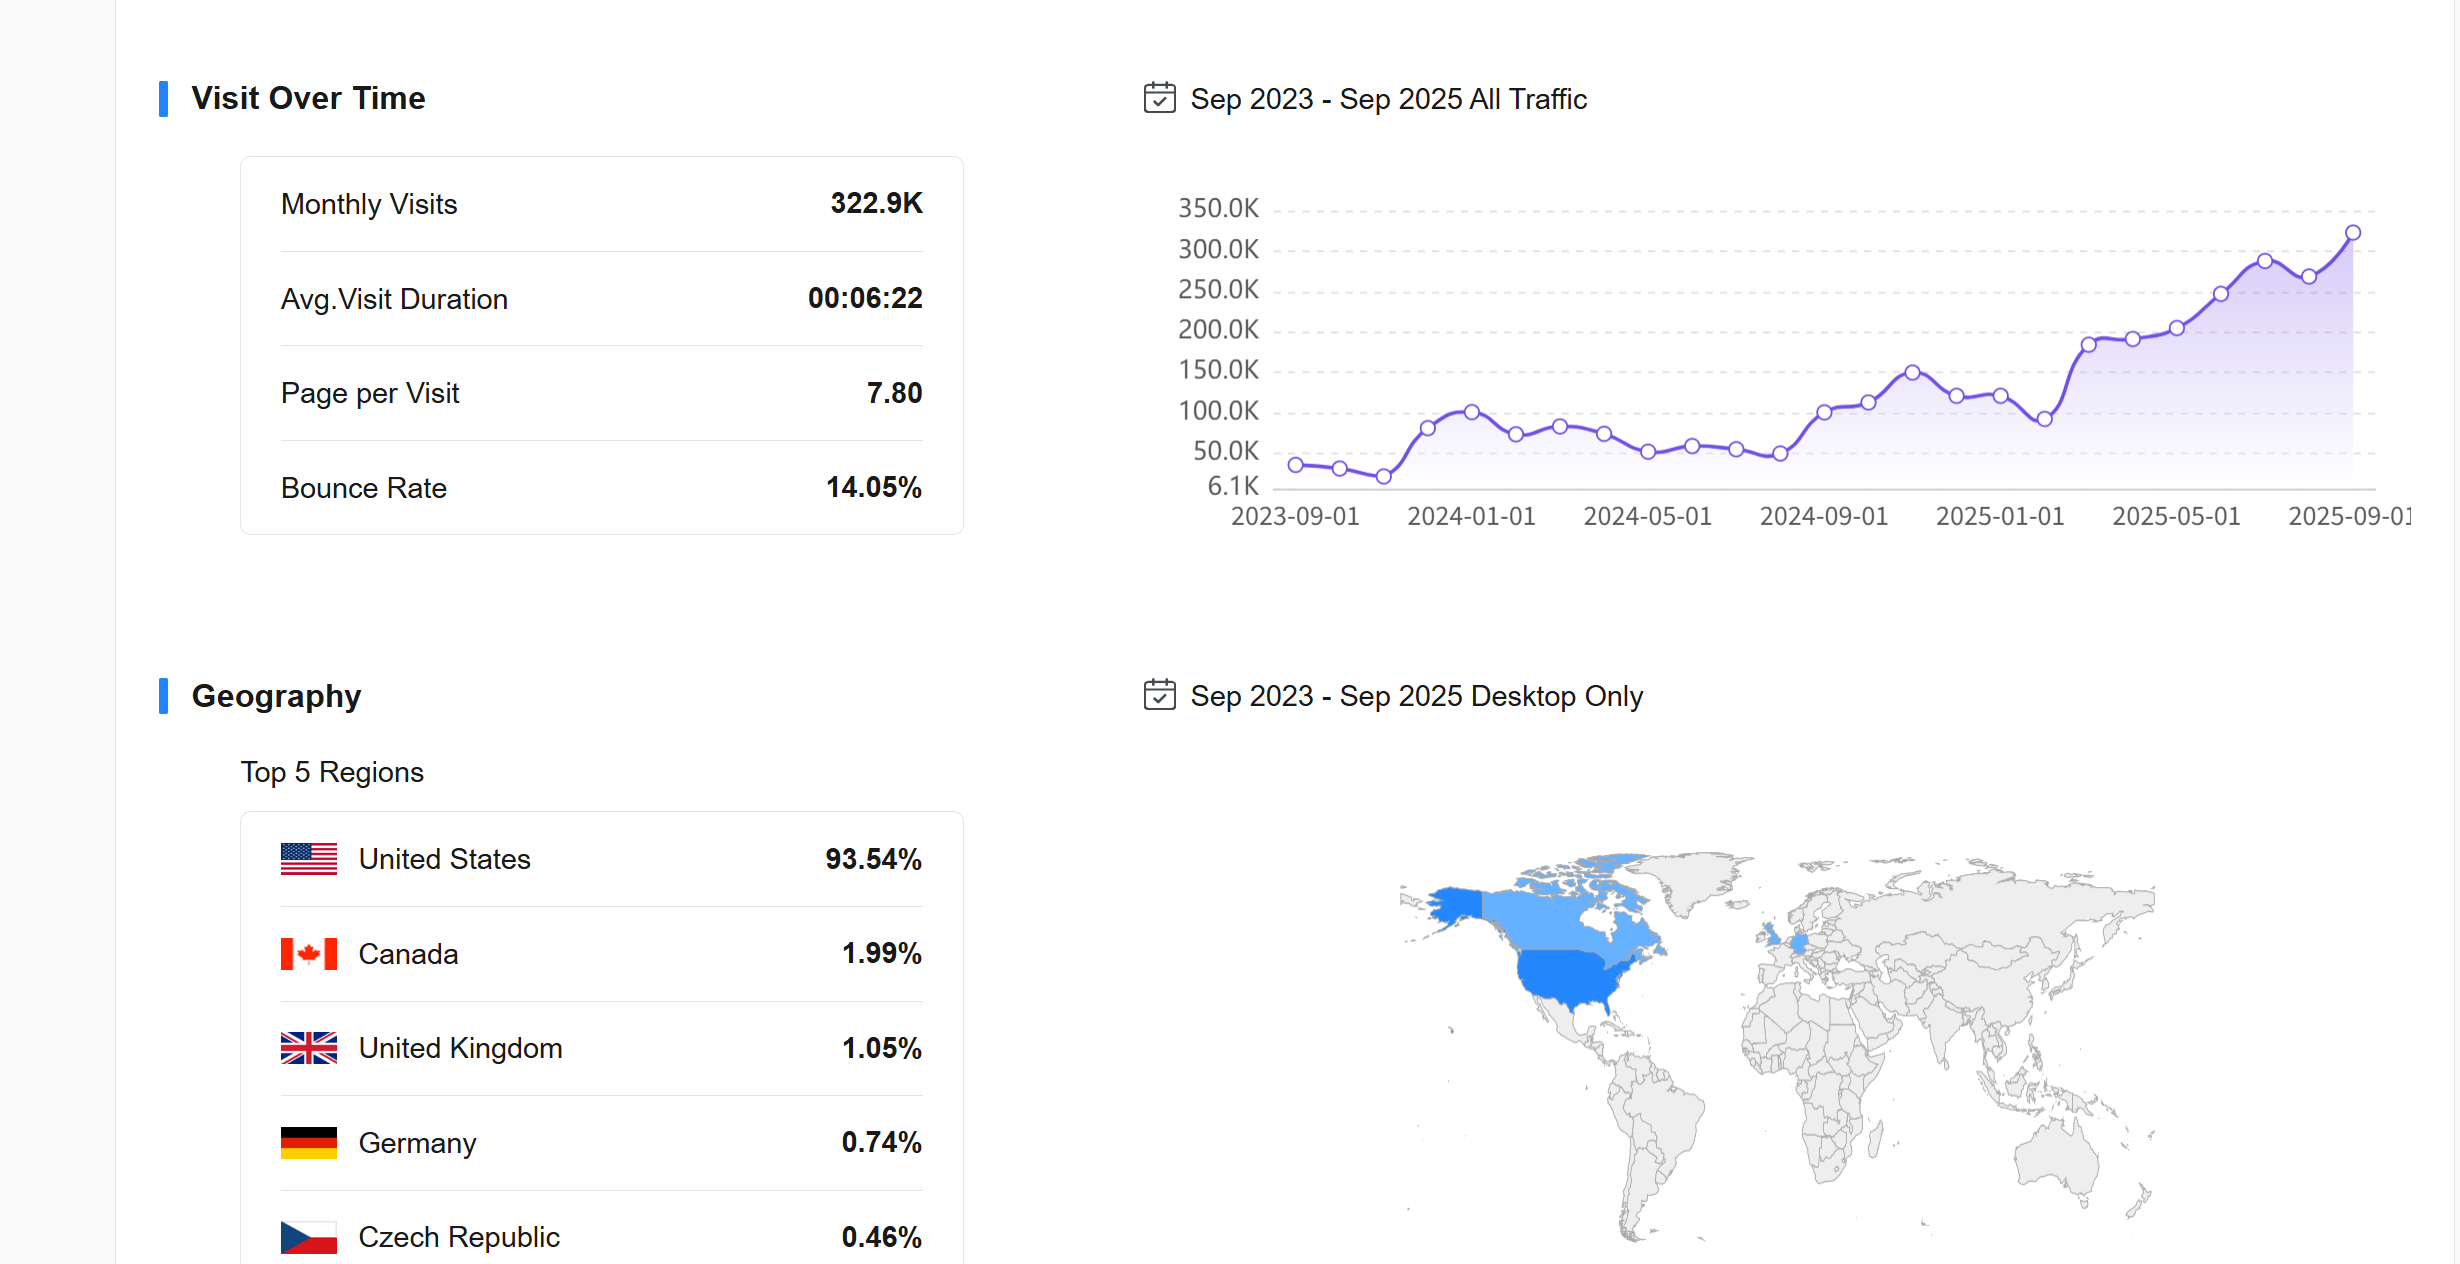 Visit Over Time
Sep 2023 - Sep 2025 All Traffic
Monthly Visits 322.9K
Avg.Visit Duration 00:06:22
Page per Visit 7.80
Bounce Rate 14.05%
350.0K
300.0K
250.0K
200.0K
150.0K
100.0K
50.0K
6.1K
2023-09-01 2024-01-01 2024-05-01 2024-09-01 2025-01-01 2025-05-01 2025-09-01
Geography
Sep 2023 - Sep 2025 Desktop Only
Top 5 Regions
United States 93.54%
Canada 1.99%
United Kingdom 1.05%
Germany 0.74%
Czech Republic 0.46%